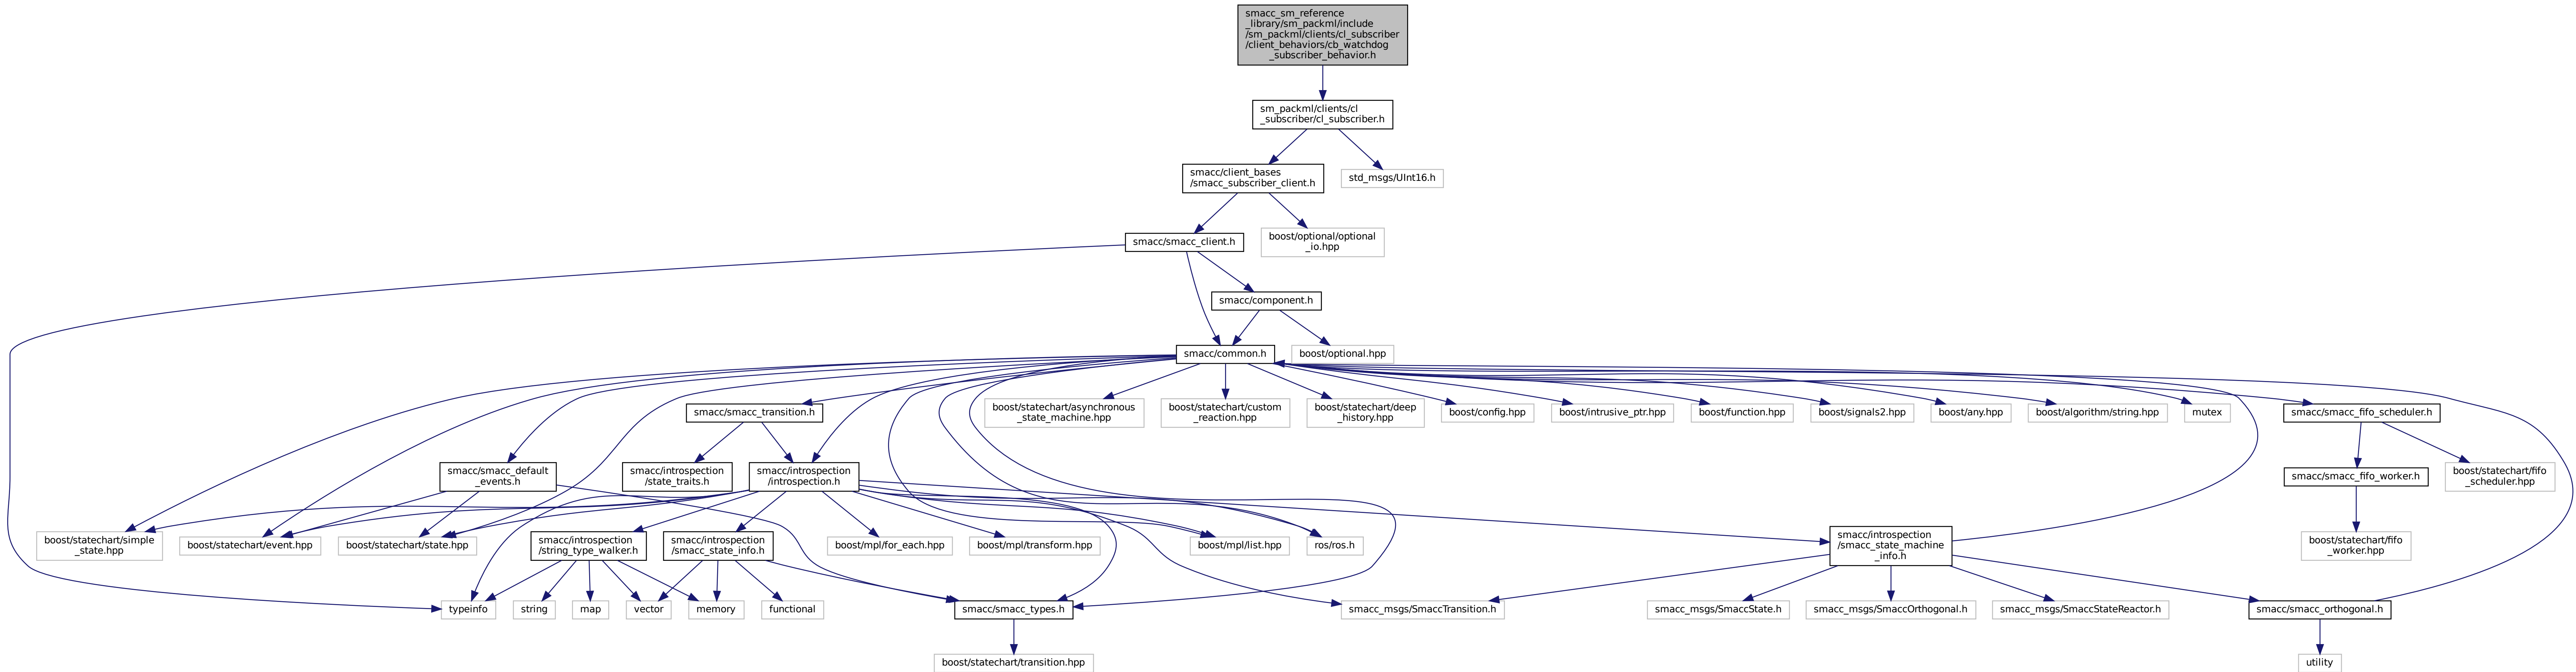 smacc_sm_reference
_library/sm_packml/include
/sm_packml/clients/cl_subscriber
/client_behaviors/cb_watchdog
_subscriber_behavior.h
sm_packml/clients/cl
_subscriber/cl_subscriber.h
smacc/client_bases
/smacc_subscriber_client.h
std_msgs/UInt16.h
smacc/smacc_client.h
boost/optional/optional
_io.hpp
smacc/component.h
smacc/common.h
boost/optional.hpp
smacc/smacc_transition.h
boost/statechart/asynchronous
_state_machine.hpp
boost/statechart/custom
_reaction.hpp
boost/statechart/deep
_history.hpp
boost/config.hpp
boost/intrusive_ptr.hpp
boost/function.hpp
boost/signals2.hpp
boost/any.hpp
boost/algorithm/string.hpp
mutex
smacc/smacc_fifo_scheduler.h
smacc/smacc_default
_events.h
smacc/introspection
/state_traits.h
smacc/introspection
/introspection.h
smacc/smacc_fifo_worker.h
boost/statechart/fifo
_scheduler.hpp
boost/statechart/simple
_state.hpp
boost/statechart/event.hpp
boost/statechart/state.hpp
smacc/introspection
/string_type_walker.h
smacc/introspection
/smacc_state_info.h
boost/mpl/for_each.hpp
boost/mpl/transform.hpp
boost/mpl/list.hpp
ros/ros.h
smacc/introspection
/smacc_state_machine
_info.h
boost/statechart/fifo
_worker.hpp
typeinfo
string
map
vector
memory
functional
smacc/smacc_types.h
smacc_msgs/SmaccTransition.h
smacc_msgs/SmaccState.h
smacc_msgs/SmaccOrthogonal.h
smacc_msgs/SmaccStateReactor.h
smacc/smacc_orthogonal.h
boost/statechart/transition.hpp
utility